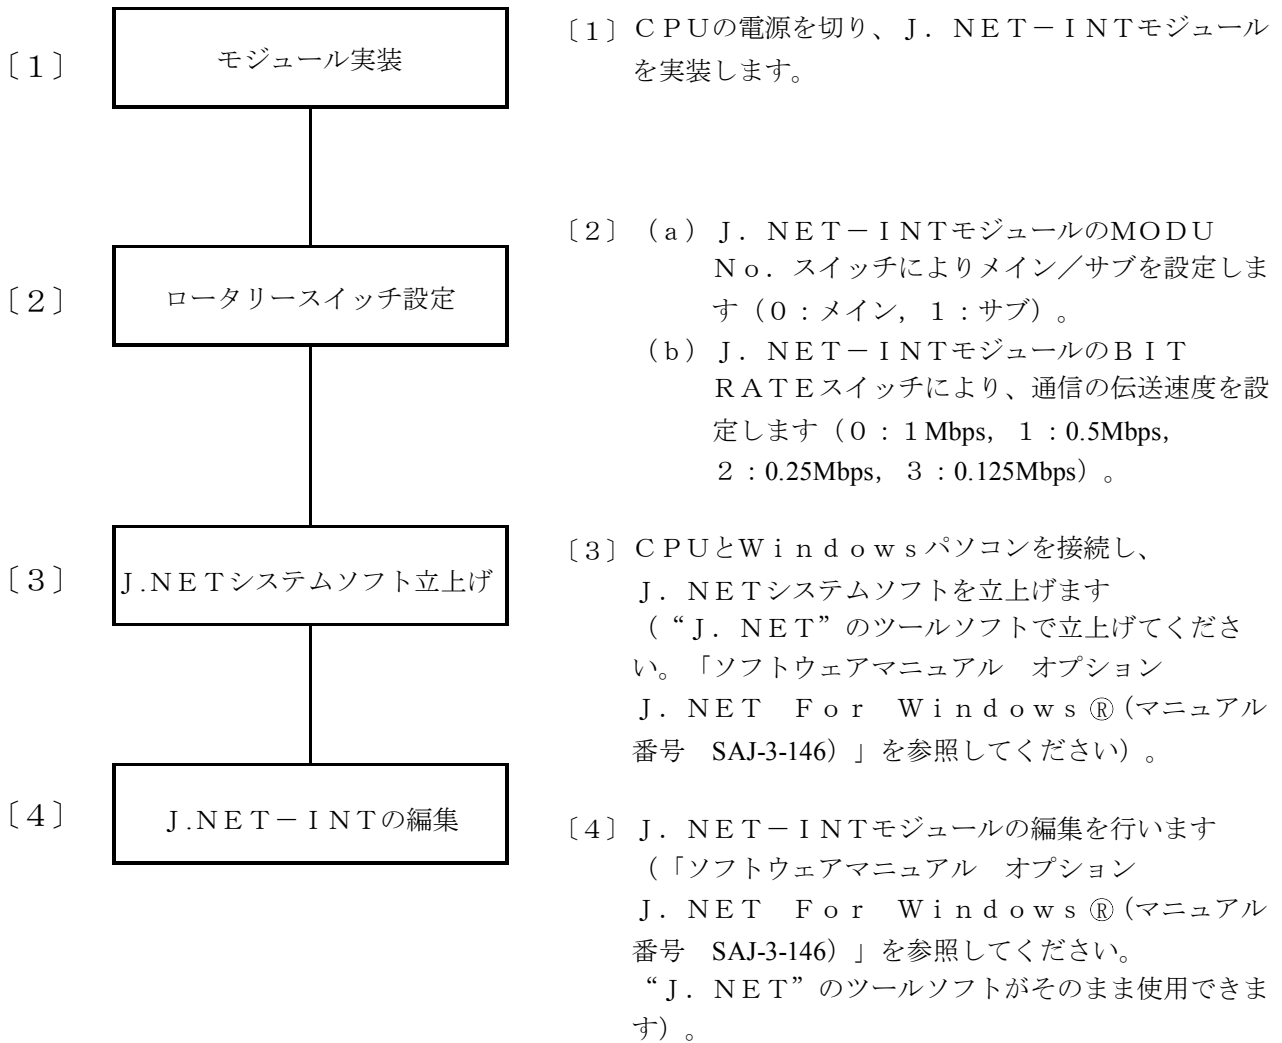 〔１〕
モジュール実装
〔１〕ＣＰＵの電源を切り、Ｊ．ＮＥＴ－ＩＮＴモジュール
を実装します。
〔２〕
ロータリースイッチ設定
〔２〕（ａ）Ｊ．ＮＥＴ－ＩＮＴモジュールのＭＯＤＵ
Ｎｏ．スイッチによりメイン／サブを設定しま
す（０：メイン，１：サブ）。
（ｂ）Ｊ．ＮＥＴ－ＩＮＴモジュールのＢＩＴ
ＲＡＴＥスイッチにより、通信の伝送速度を設
定します（０：１Mbps，１：0.5Mbps，
２：0.25Mbps，３：0.125Mbps）。
〔３〕
Ｊ.ＮＥＴシステムソフト立上げ
〔３〕ＣＰＵとＷｉｎｄｏｗｓパソコンを接続し、
Ｊ．ＮＥＴシステムソフトを立上げます
（“Ｊ．ＮＥＴ”のツールソフトで立上げてくださ
い。「ソフトウェアマニュアル　オプション
Ｊ．ＮＥＴ　Ｆｏｒ　Ｗｉｎｄｏｗｓ®（マニュアル
番号　SAJ-3-146）」を参照してください）。
〔４〕
Ｊ.ＮＥＴ－ＩＮＴの編集
〔４〕Ｊ．ＮＥＴ－ＩＮＴモジュールの編集を行います
（「ソフトウェアマニュアル　オプション
Ｊ．ＮＥＴ　Ｆｏｒ　Ｗｉｎｄｏｗｓ®（マニュアル
番号　SAJ-3-146）」を参照してください。
“Ｊ．ＮＥＴ”のツールソフトがそのまま使用できま
す）。